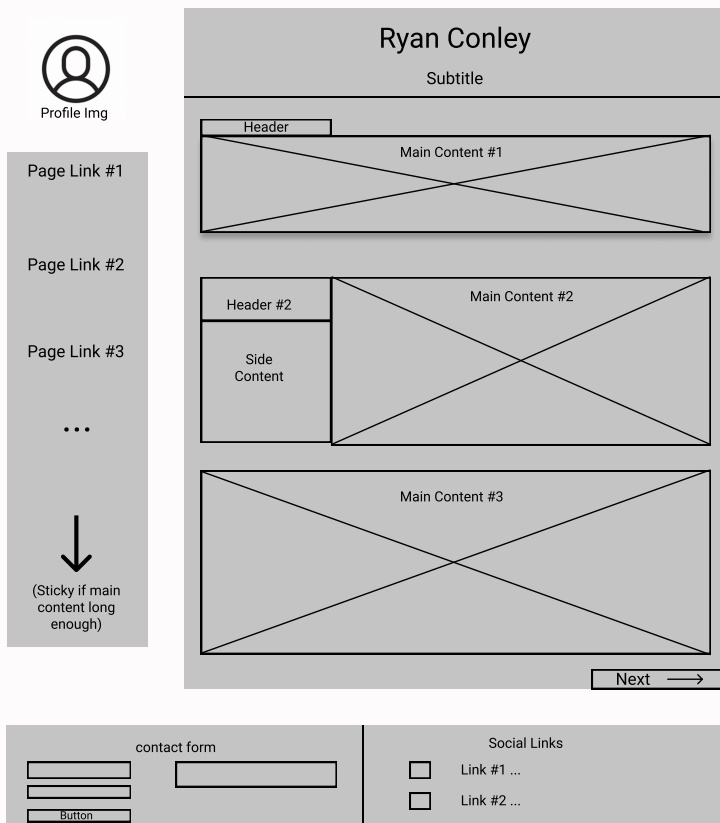 Profile Img
Page Link #1
Page Link #2
Page Link #3
...
(Sticky if main
content long
enough)
Ryan Conley
Subtitle
Header
Main Content #1
Header #2
Side
Content
Main Content #2
Main Content #3
Next
contact form
Button
Social Links
Link #1 ...
Link #2 ...